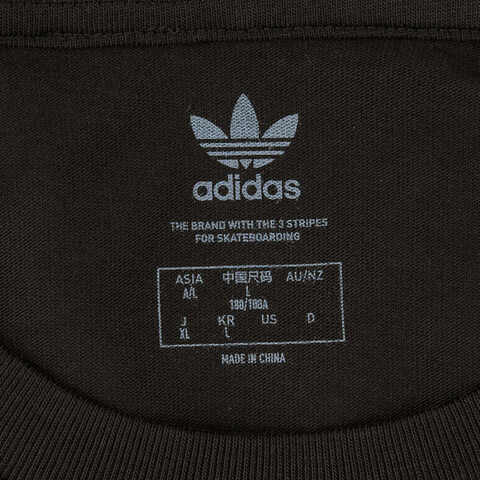 adidas
THE BRAND WITH THE 3 STRIPES
FOR SKATEBOARDING
ASIA 中国尺码 AU/NZ
A/L L
180/100A
J KR US D
XL L
MADE IN CHINA